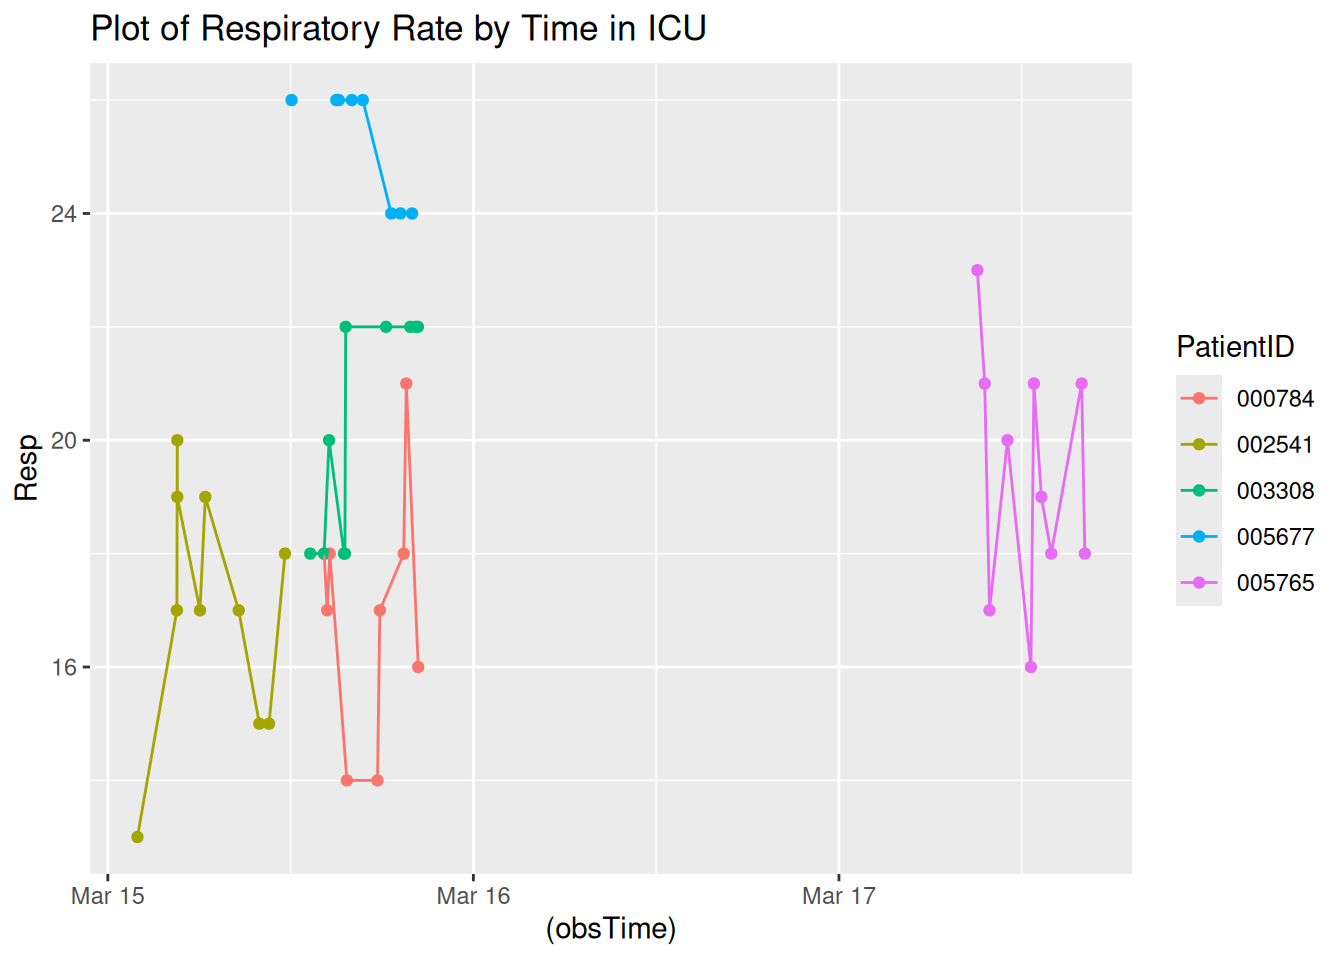 Plot of Respiratory Rate by Time in ICU
Resp
24
20
16
Mar 15
Mar 16
Mar 17
(obsTime)
PatientID
000784
002541
003308
005677
005765